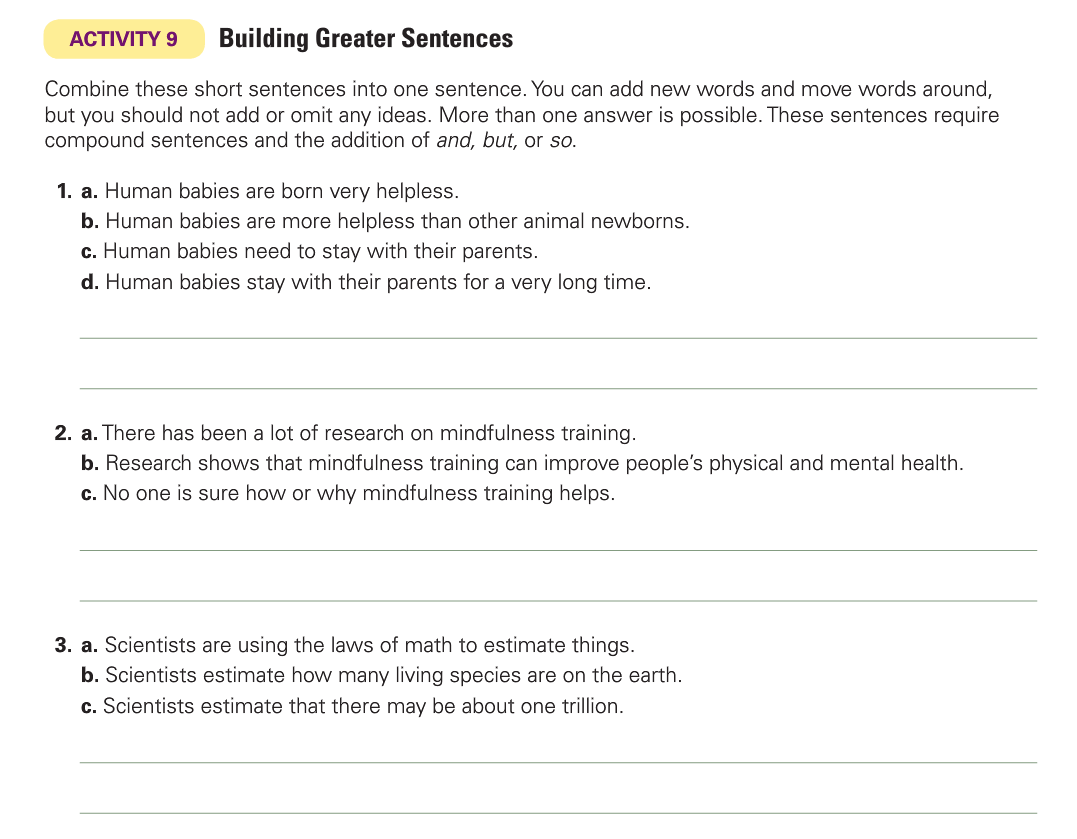 ACTIVITY 9 Building Greater Sentences
Combine these short sentences into one sentence. You can add new words and move words around,
but you should not add or omit any ideas. More than one answer is possible. These sentences require
compound sentences and the addition of and, but, or so.
1. a. Human babies are born very helpless.
b. Human babies are more helpless than other animal newborns.
c. Human babies need to stay with their parents.
d. Human babies stay with their parents for a very long time.
2. a. There has been a lot of research on mindfulness training.
b. Research shows that mindfulness training can improve people’s physical and mental health.
c. No one is sure how or why mindfulness training helps.
3. a. Scientists are using the laws of math to estimate things.
b. Scientists estimate how many living species are on the earth.
c. Scientists estimate that there may be about one trillion.